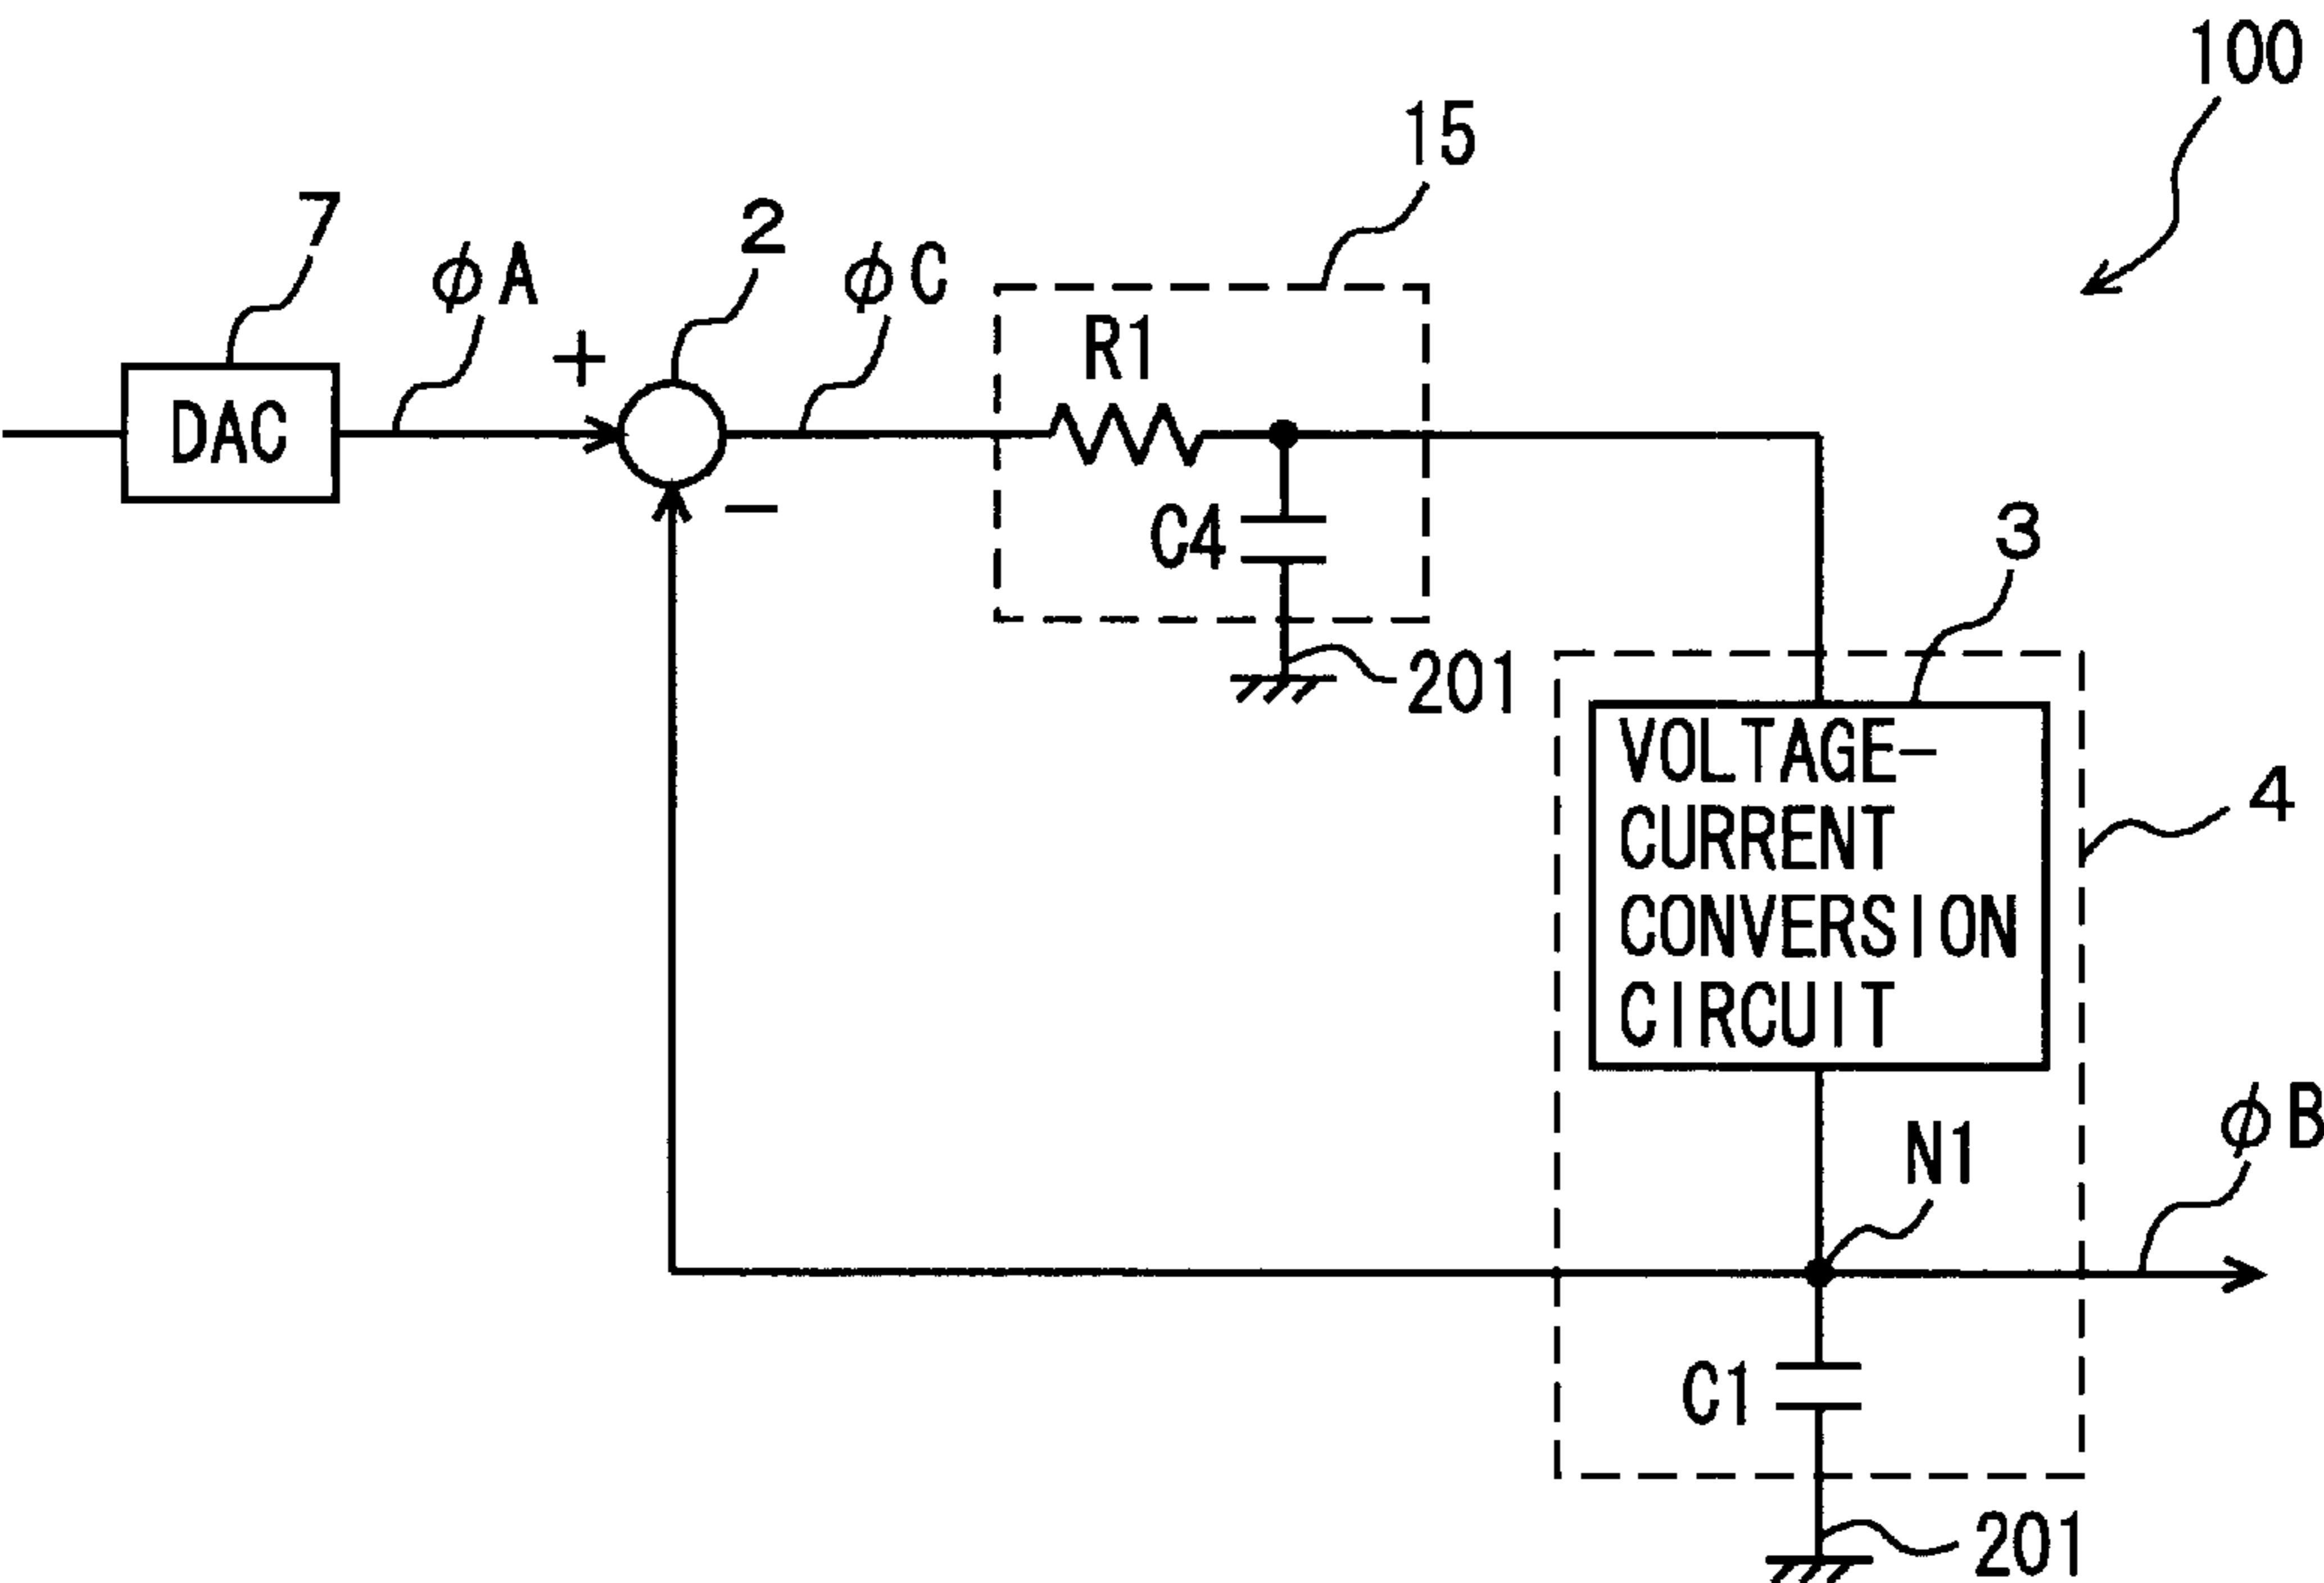 100
15
7
2
φA
φC
+
R1
DAC
−
C4
3
201
VOLTAGE-
CURRENT
CONVERSION
CIRCUIT
4
φB
N1
C1
201